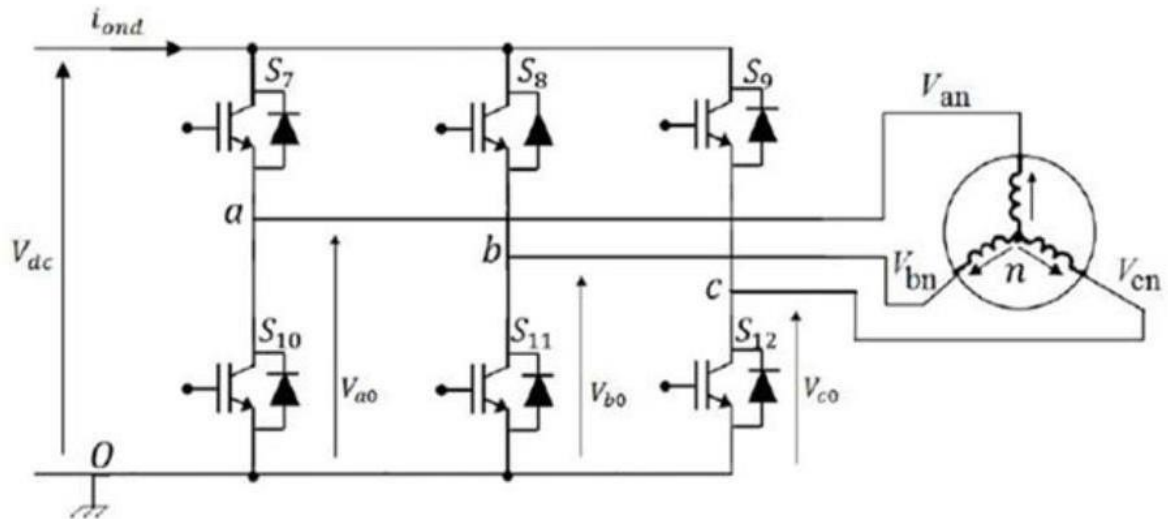 i_ond
S_7
S_8
S_9
V_an
a
V_dc
b
V_bn
n
V_cn
c
S_10
S_11
S_12
V_a0
V_b0
V_c0
O